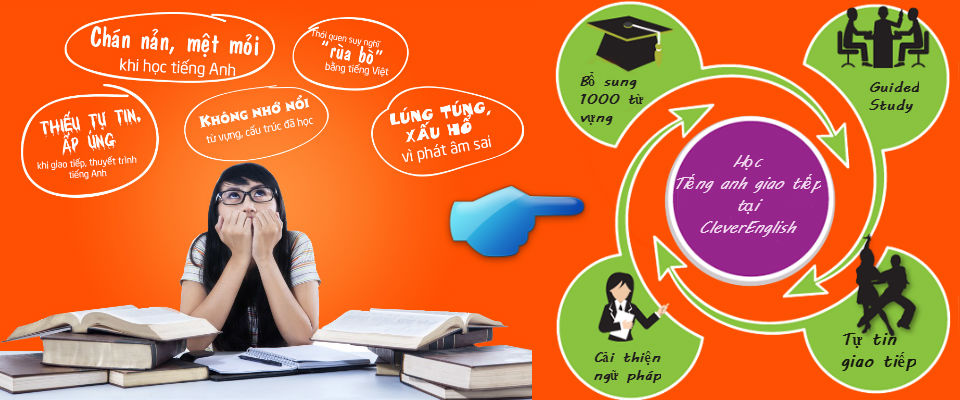 Chán nản, mệt mỏi
khi học tiếng Anh
Thói quen suy nghĩ
"rùa bò"
bằng tiếng Việt
THIẾU TỰ TIN,
ẤP ÚNG
khi giao tiếp, thuyết trình
tiếng Anh
KHÔNG NHỚ NỔI
từ vựng, cấu trúc đã học
LÚNG TÚNG,
XẤU HỔ
vì phát âm sai
Bổ sung
1000 từ
vựng
Guided
Study
Học
Tiếng anh giao tiếp
tại
CleverEnglish
Cải thiện
ngữ pháp
Tự tin
giao tiếp